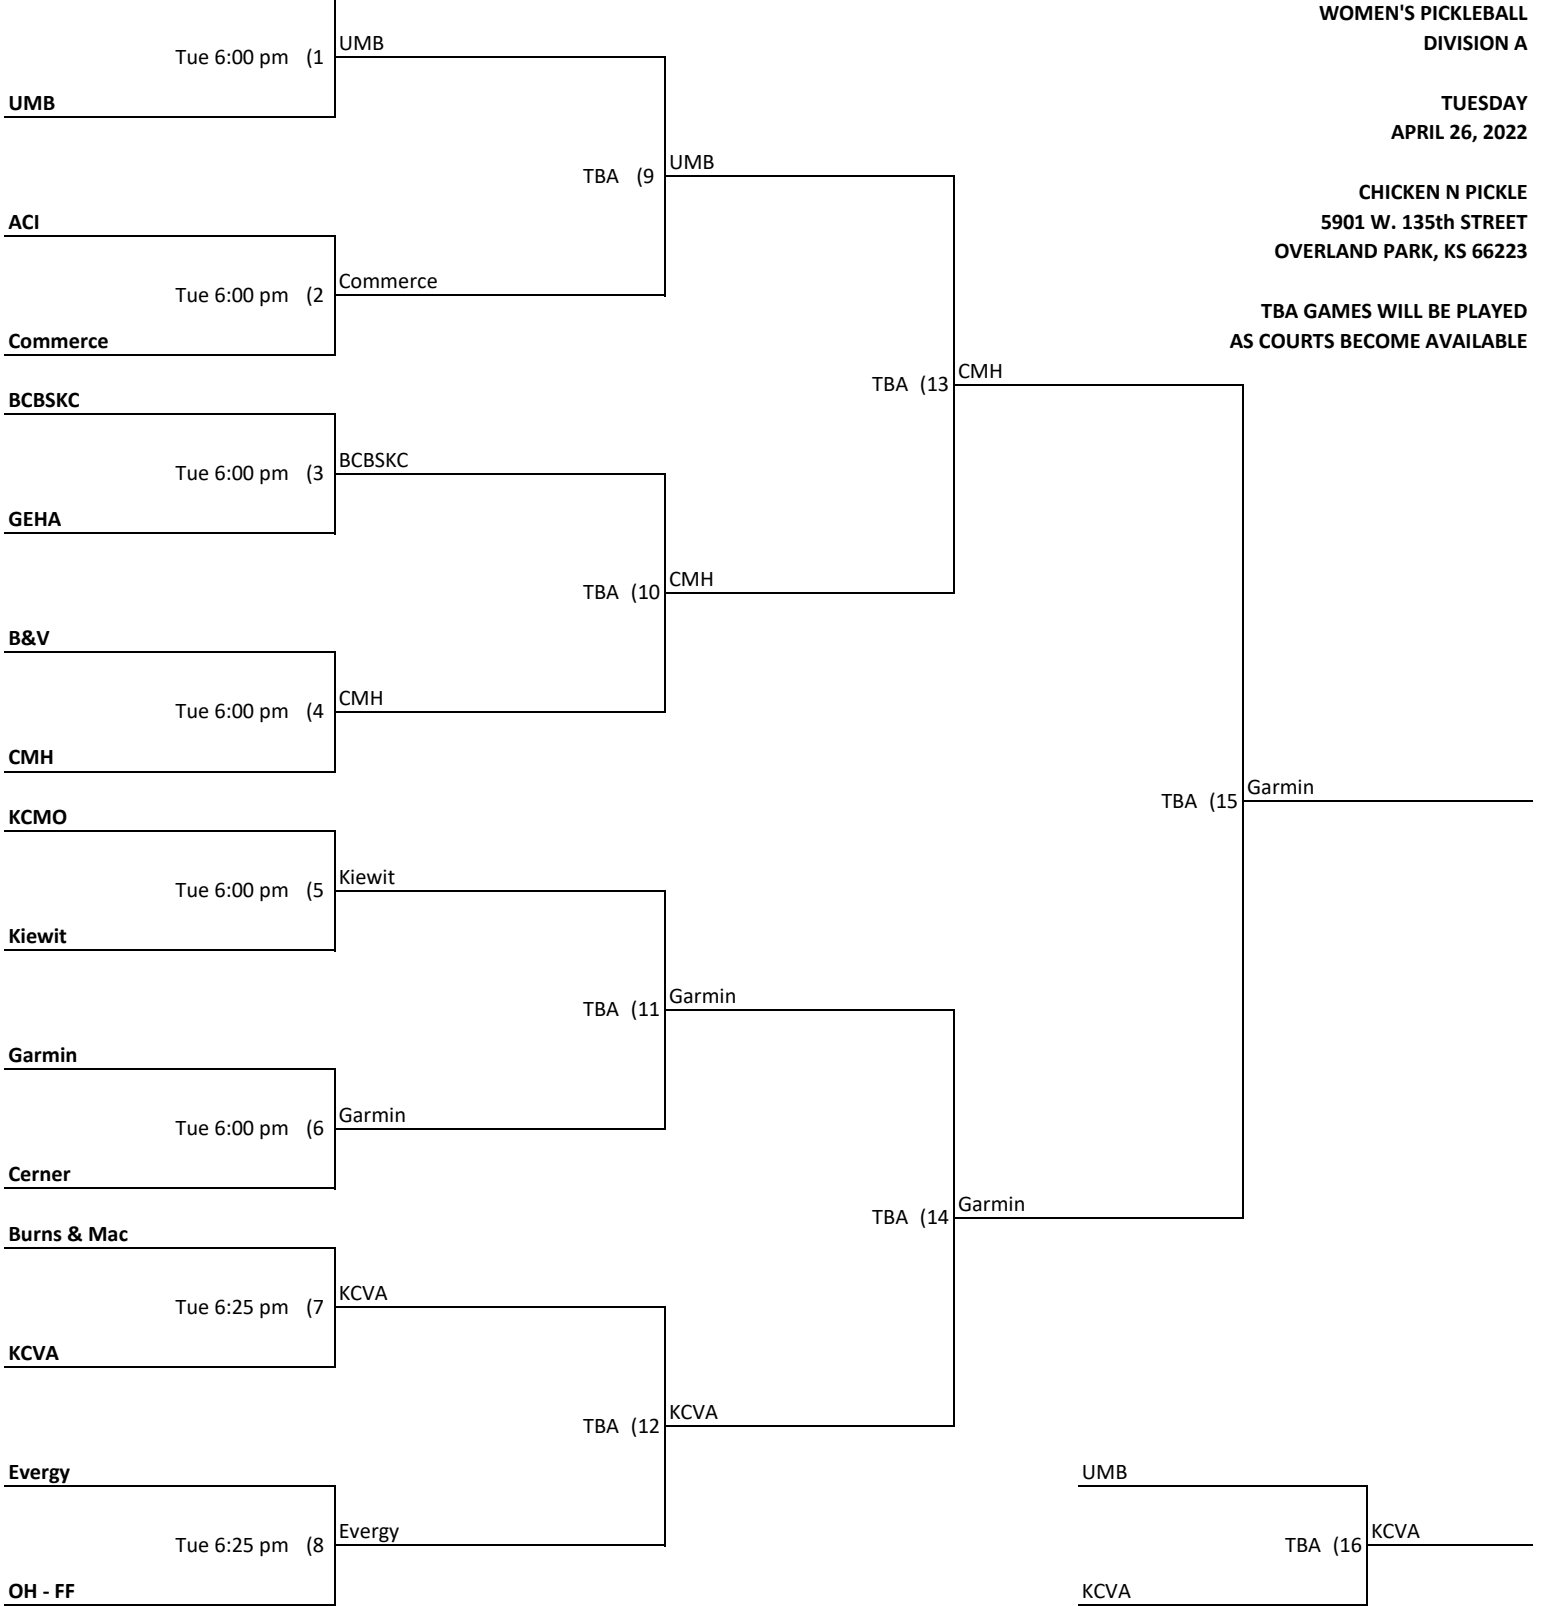 WOMEN'S PICKLEBALL
DIVISION A
TUESDAY
APRIL 26, 2022
CHICKEN N PICKLE
5901 W. 135th STREET
OVERLAND PARK, KS 66223
TBA GAMES WILL BE PLAYED
AS COURTS BECOME AVAILABLE
Tue 6:00 pm (1
UMB
UMB
ACI
Tue 6:00 pm (2
Commerce
Commerce
BCBSKC
Tue 6:00 pm (3
GEHA
BCBSKC
B&V
Tue 6:00 pm (4
CMH
CMH
KCMO
Tue 6:00 pm (5
Kiewit
Kiewit
Garmin
Tue 6:00 pm (6
Cerner
Garmin
Burns & Mac
Tue 6:25 pm (7
KCVA
KCVA
Evergy
Tue 6:25 pm (8
OH - FF
Evergy
TBA (9
UMB
TBA (10
CMH
TBA (11
Garmin
TBA (12
KCVA
TBA (13
CMH
TBA (14
Garmin
TBA (15
Garmin
UMB
TBA (16
KCVA
KCVA